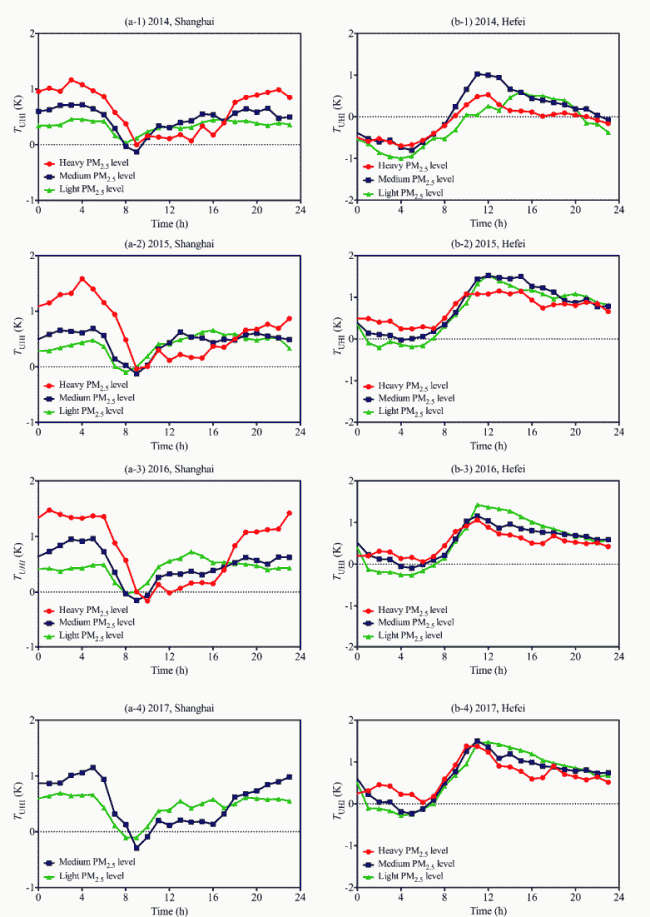 (a-1) 2014, Shanghai
(b-1) 2014, Hefei
T_UHI (K)
2
1
0
-1
Heavy PM2.5 level
Medium PM2.5 level
Light PM2.5 level
0 4 8 12 16 20 24
Time (h)
T_UHI (K)
2
1
0
-1
-2
Heavy PM2.5 level
Medium PM2.5 level
Light PM2.5 level
0 4 8 12 16 20 24
Time (h)
(a-2) 2015, Shanghai
(b-2) 2015, Hefei
T_UHI (K)
2
1
0
-1
Heavy PM2.5 level
Medium PM2.5 level
Light PM2.5 level
0 4 8 12 16 20 24
Time (h)
T_UHI (K)
2
1
0
-1
-2
Heavy PM2.5 level
Medium PM2.5 level
Light PM2.5 level
0 4 8 12 16 20 24
Time (h)
(a-3) 2016, Shanghai
(b-3) 2016, Hefei
T_UHI (K)
2
1
0
-1
Heavy PM2.5 level
Medium PM2.5 level
Light PM2.5 level
0 4 8 12 16 20 24
Time (h)
T_UHI (K)
2
1
0
-1
-2
Heavy PM2.5 level
Medium PM2.5 level
Light PM2.5 level
0 4 8 12 16 20 24
Time (h)
(a-4) 2017, Shanghai
(b-4) 2017, Hefei
T_UHI (K)
2
1
0
-1
Medium PM2.5 level
Light PM2.5 level
0 4 8 12 16 20 24
Time (h)
T_UHI (K)
2
1
0
-1
-2
Heavy PM2.5 level
Medium PM2.5 level
Light PM2.5 level
0 4 8 12 16 20 24
Time (h)